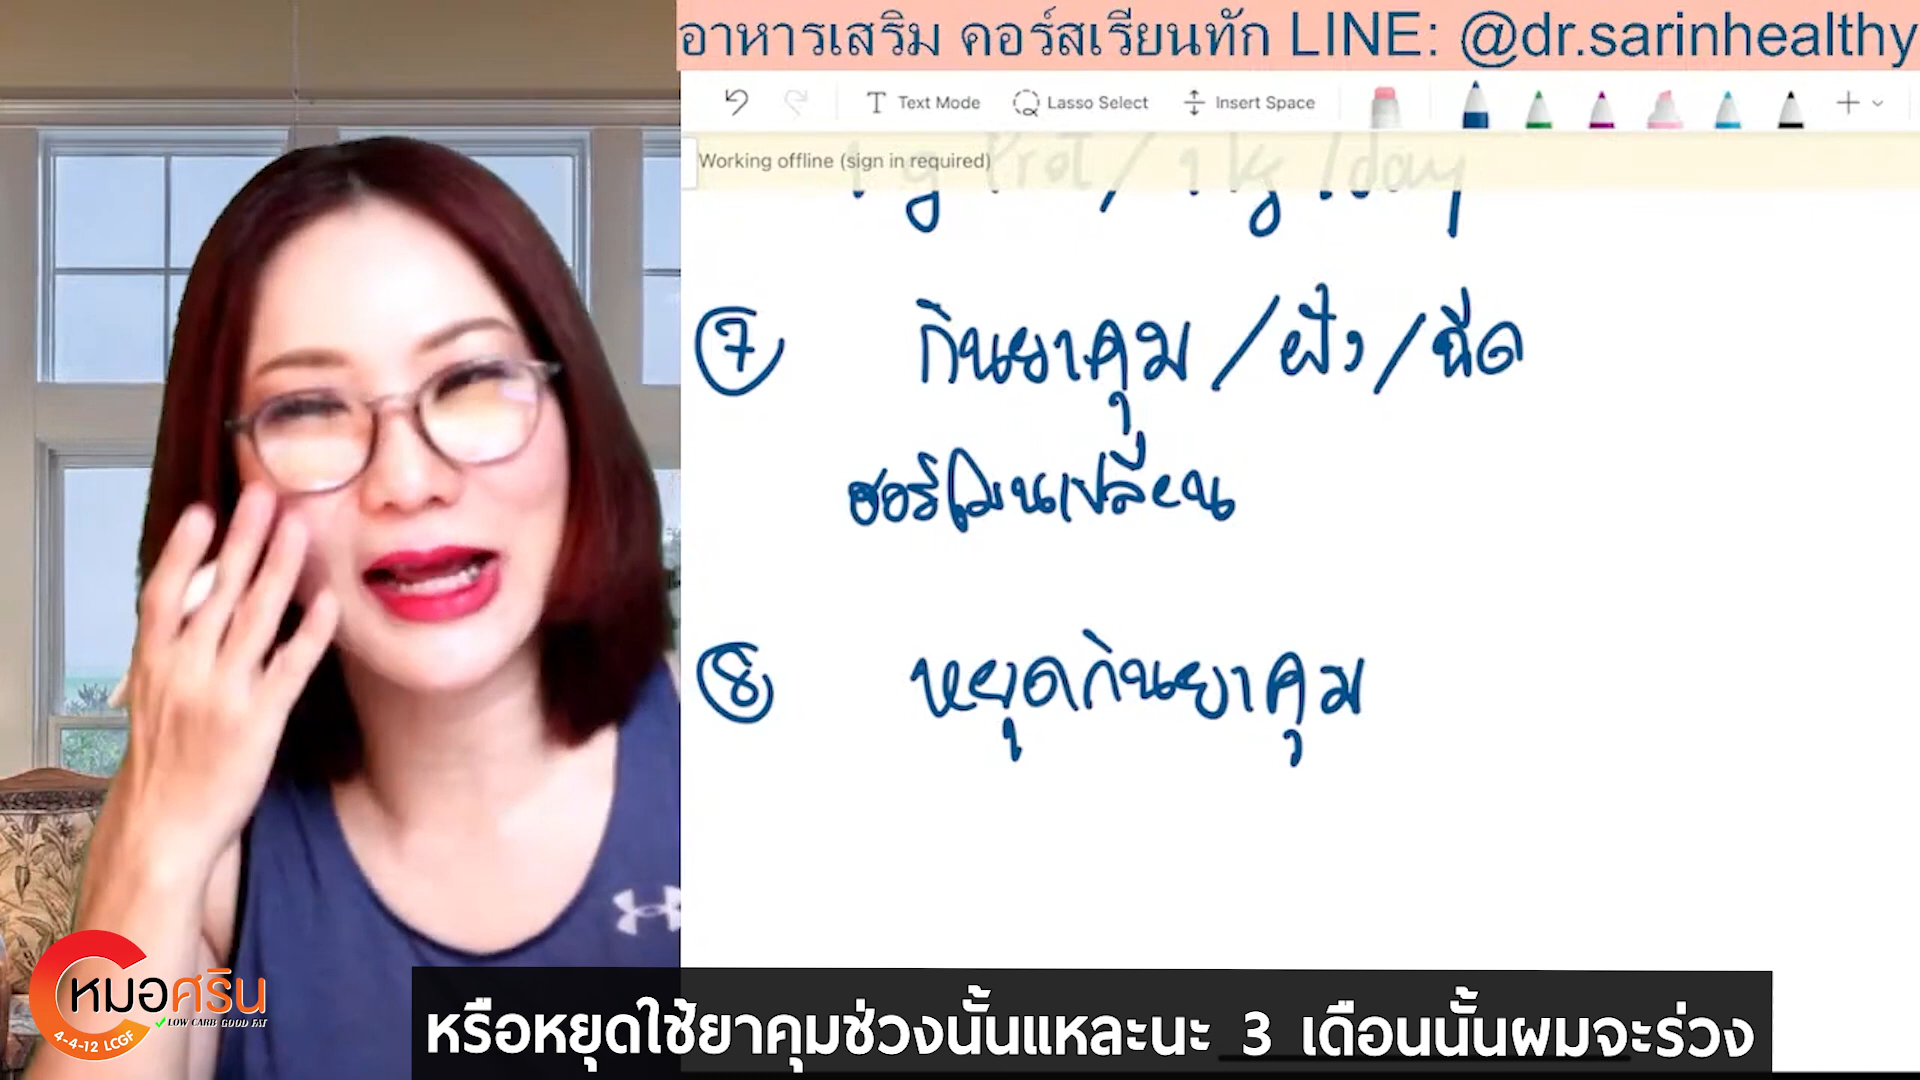 อาหารเสริม คอร์สเรียนทัก LINE: @dr.sarinhealthy
Text Mode Lasso Select Insert Space
Working offline (sign in required)
1 g Prot / 1 kg / day
7 กินยาคุม / ฝัง / ฉีด
ฮอร์โมนเปลี่ยน
8 หยุดกินยาคุม
หมอศริน
LOW CARB GOOD FAT
4-4-12 LCGF
หรือหยุดใช้ยาคุมช่วงนั้นแหละนะ 3 เดือนนั้นผมจะร่วง